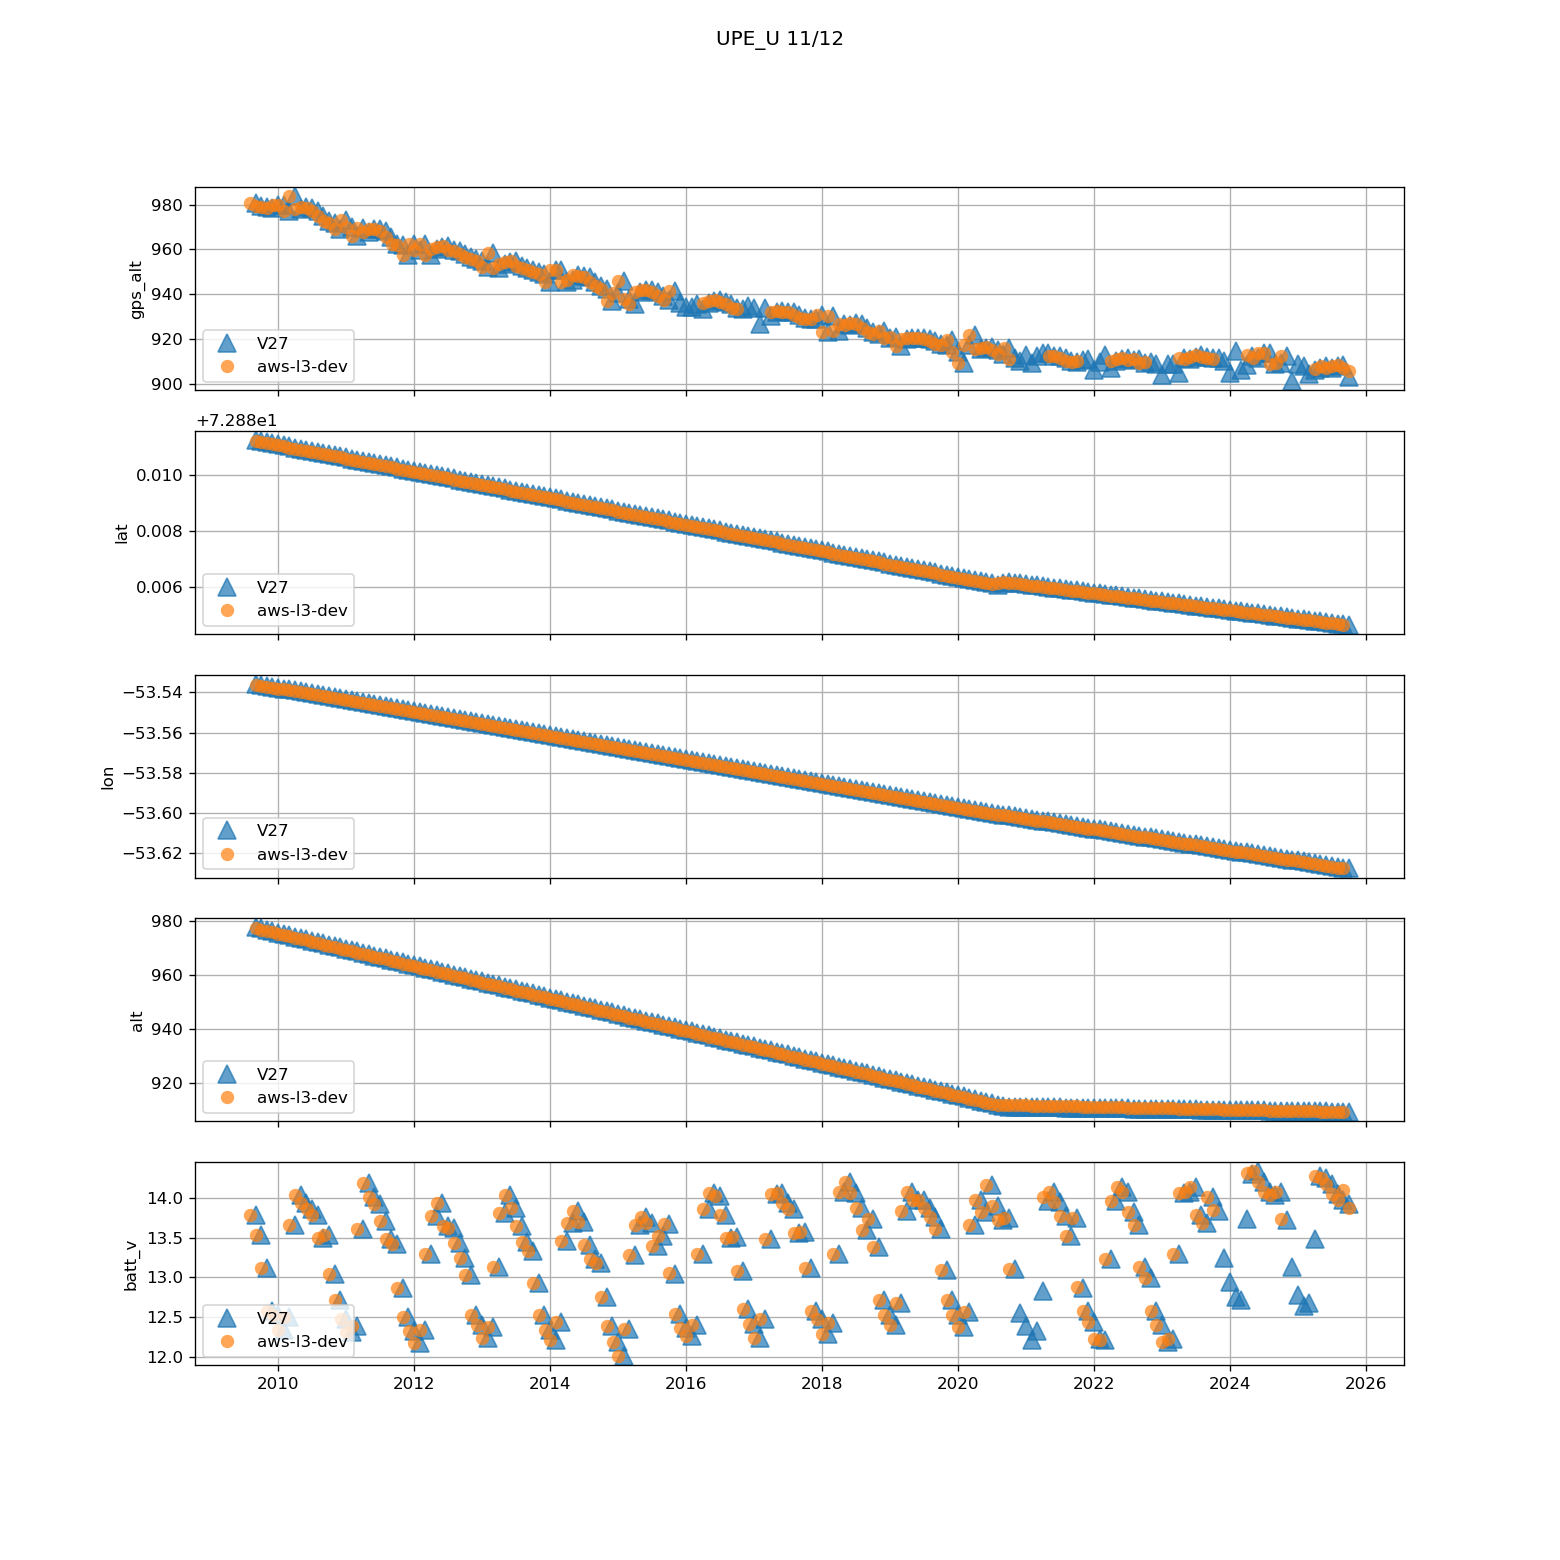 UPE_U 11/12
980
960
940
920
900
gps_alt
V27
aws-l3-dev
+7.288e1
0.010
0.008
0.006
lat
V27
aws-l3-dev
−53.54
−53.56
−53.58
−53.60
−53.62
lon
V27
aws-l3-dev
980
960
940
920
alt
V27
aws-l3-dev
14.0
13.5
13.0
12.5
12.0
batt_v
V27
aws-l3-dev
2010 2012 2014 2016 2018 2020 2022 2024 2026